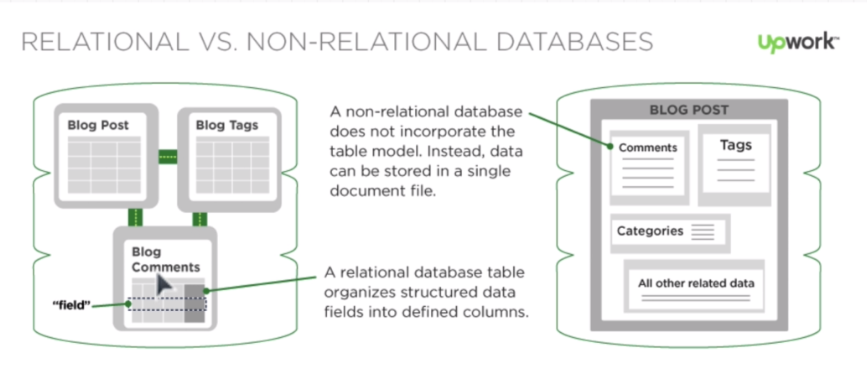 RELATIONAL VS. NON-RELATIONAL DATABASES
Upwork™
Blog Post
Blog Tags
Blog
Comments
"field"
A non-relational database
does not incorporate the
table model. Instead, data
can be stored in a single
document file.
A relational database table
organizes structured data
fields into defined columns.
BLOG POST
Comments
Tags
Categories
All other related data